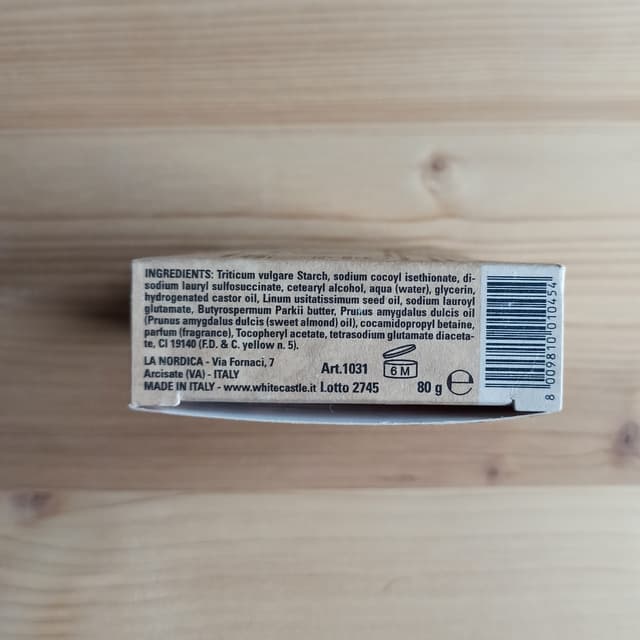 INGREDIENTS: Triticum vulgare Starch, sodium cocoyl isethionate, di-
sodium lauryl sulfosuccinate, cetearyl alcohol, aqua (water), glycerin,
hydrogenated castor oil, Linum usitatissimum seed oil, sodium lauroyl
glutamate, Butyrospermum Parkii butter, Prunus amygdalus dulcis oil
(Prunus amygdalus dulcis (sweet almond) oil), cocamidopropyl betaine,
parfum (fragrance), Tocopheryl acetate, tetrasodium glutamate diaceta-
te, CI 19140 (F.D. & C. yellow n. 5).
LA NORDICA - Via Fornaci, 7
Arcisate (VA) - ITALY
MADE IN ITALY - www.whitecastle.it
Art.1031
Lotto 2745
6 M
80 g ℮
8 009810 010454